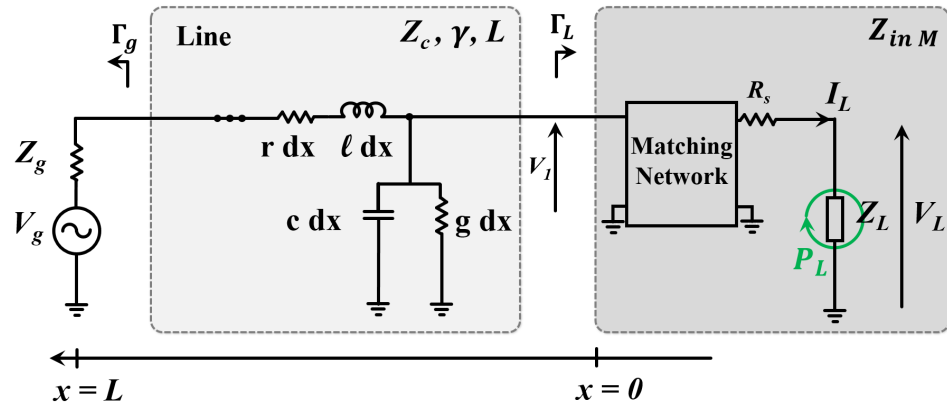 Γg
Line
Zc, γ, L
ΓL
Zin M
Rs
IL
Zg
r dx
ℓ dx
V1
Matching
Network
Vg
c dx
g dx
ZL
VL
PL
x = L
x = 0